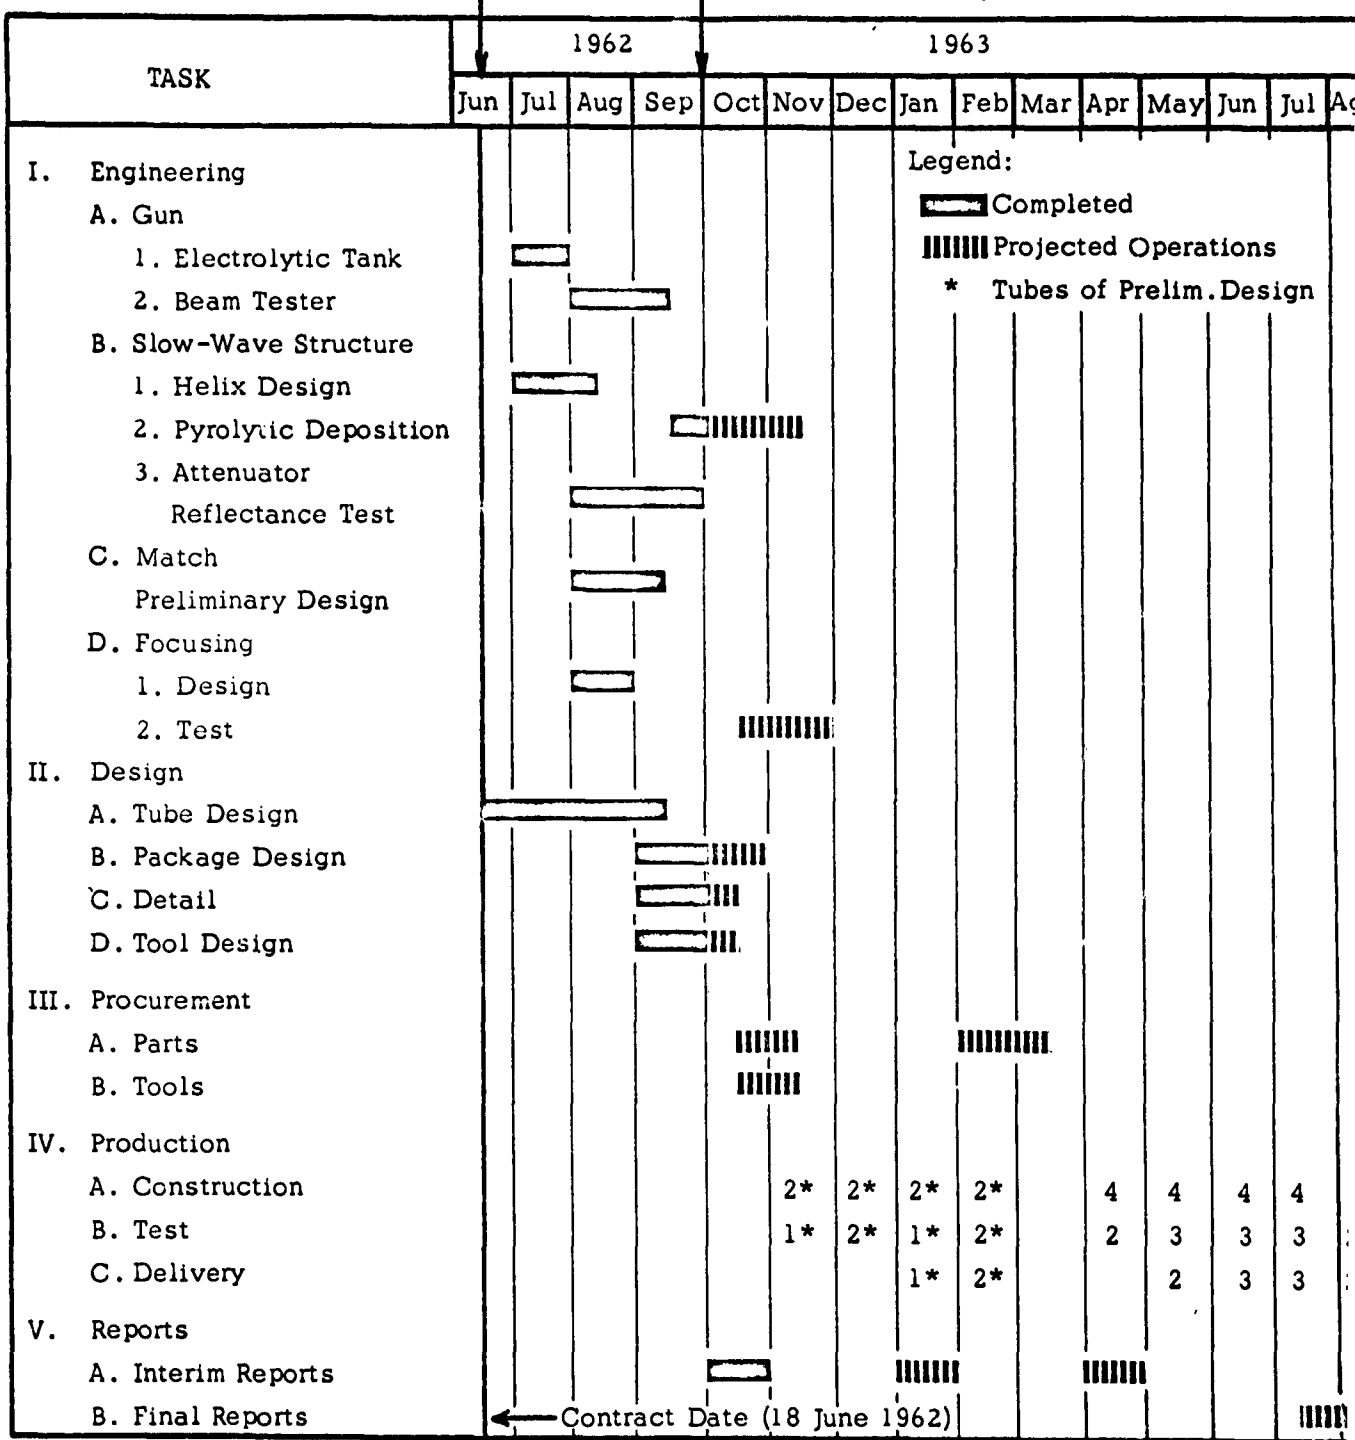 TASK
1962 1963
Jun Jul Aug Sep Oct Nov Dec Jan Feb Mar Apr May Jun Jul
Legend:
Completed
Projected Operations
* Tubes of Prelim.Design
I. Engineering
A. Gun
1. Electrolytic Tank
2. Beam Tester
B. Slow-Wave Structure
1. Helix Design
2. Pyrolytic Deposition
3. Attenuator
Reflectance Test
C. Match
Preliminary Design
D. Focusing
1. Design
2. Test
II. Design
A. Tube Design
B. Package Design
C. Detail
D. Tool Design
III. Procurement
A. Parts
B. Tools
IV. Production
A. Construction 2* 2* 2* 2* 4 4 4 4
B. Test 1* 2* 1* 2* 2 3 3 3
C. Delivery 1* 2* 2 3 3
V. Reports
A. Interim Reports
B. Final Reports Contract Date (18 June 1962)